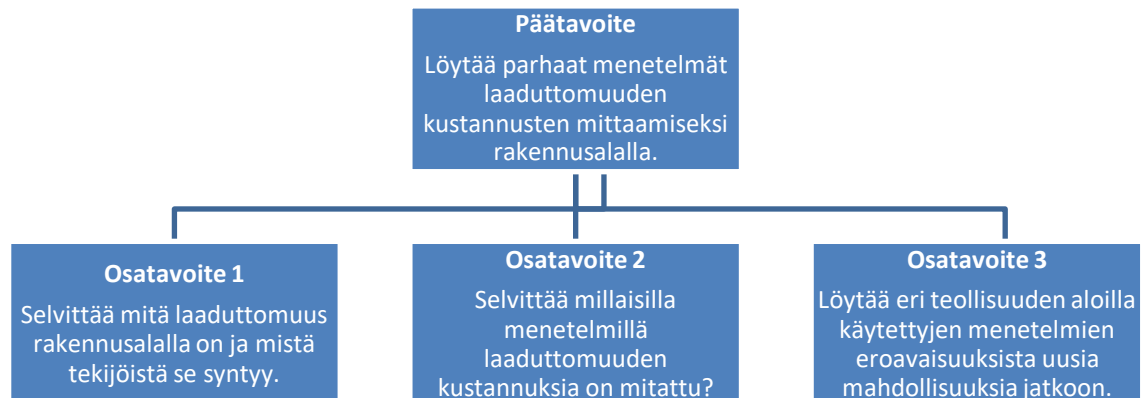 Päätavoite
Löytää parhaat menetelmät
laaduttomuuden
kustannusten mittaamiseksi
rakennusalalla.
Osatavoite 1
Selvittää mitä laaduttomuus
rakennusalalla on ja mistä
tekijöistä se syntyy.
Osatavoite 2
Selvittää millaisilla
menetelmillä
laaduttomuuden
kustannuksia on mitattu?
Osatavoite 3
Löytää eri teollisuuden aloilla
käytettyjen menetelmien
eroavaisuuksista uusia
mahdollisuuksia jatkoon.